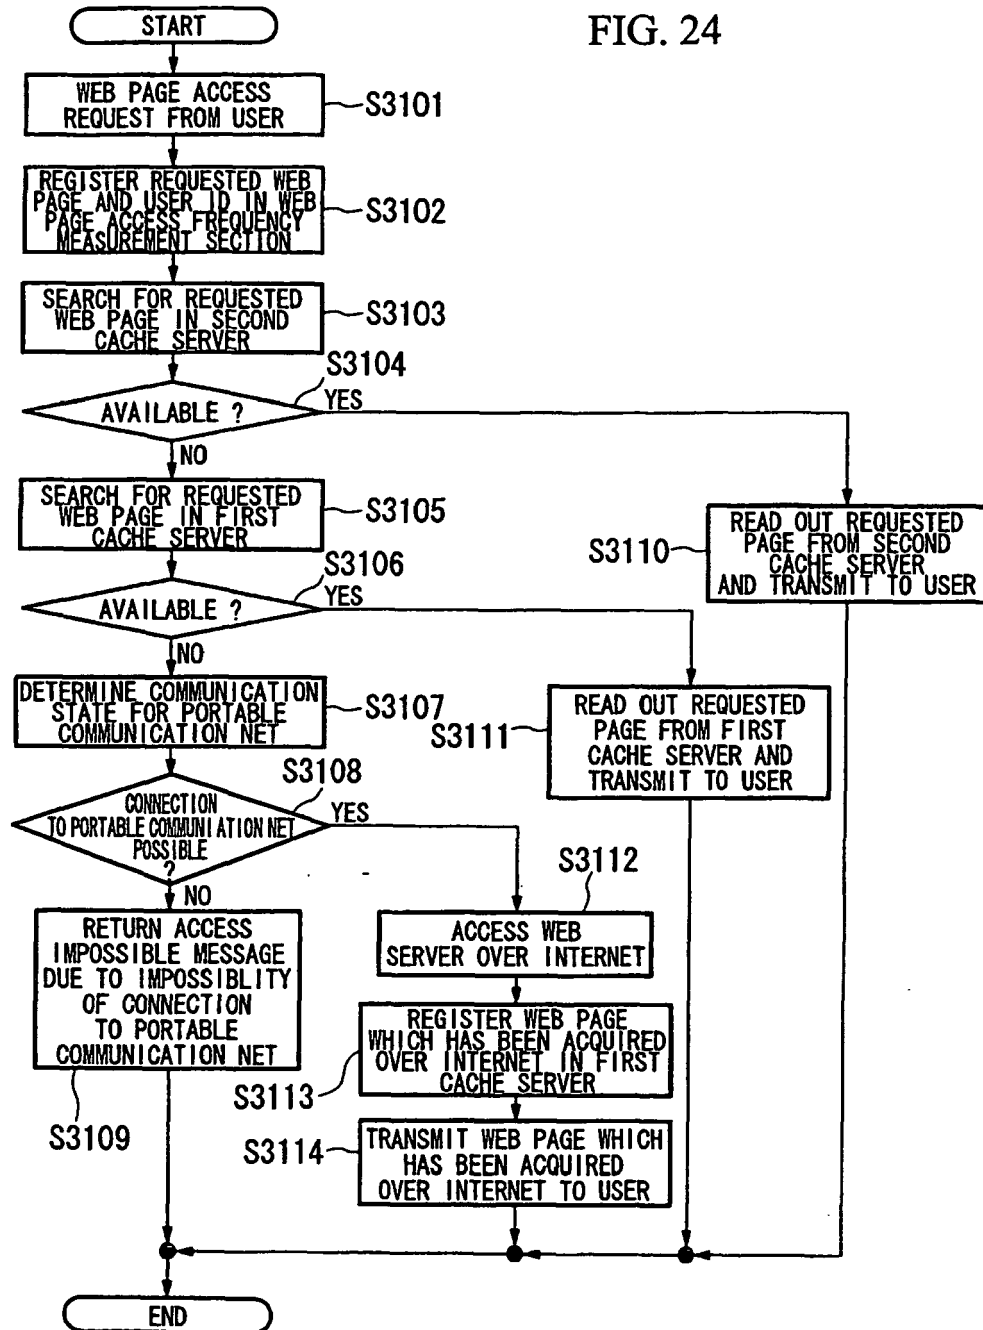 FIG. 24
START
WEB PAGE ACCESS
REQUEST FROM USER
S3101
REGISTER REQUESTED WEB
PAGE AND USER ID IN WEB
PAGE ACCESS FREQUENCY
MEASUREMENT SECTION
S3102
SEARCH FOR REQUESTED
WEB PAGE IN SECOND
CACHE SERVER
S3103
S3104
AVAILABLE ?
YES
NO
SEARCH FOR REQUESTED
WEB PAGE IN FIRST
CACHE SERVER
S3105
READ OUT REQUESTED
PAGE FROM SECOND
CACHE SERVER
AND TRANSMIT TO USER
S3110
S3106
AVAILABLE ?
YES
NO
DETERMINE COMMUNICATION
STATE FOR PORTABLE
COMMUNICATION NET
S3107
READ OUT REQUESTED
PAGE FROM FIRST
CACHE SERVER AND
TRANSMIT TO USER
S3111
S3108
CONNECTION
TO PORTABLE COMMUNIATION NET
POSSIBLE
?
YES
NO
S3112
ACCESS WEB
SERVER OVER INTERNET
RETURN ACCESS
IMPOSSIBLE MESSAGE
DUE TO IMPOSSIBLITY
OF CONNECTION
TO PORTABLE
COMMUNICATION NET
S3109
REGISTER WEB PAGE
WHICH HAS BEEN ACQUIRED
OVER INTERNET IN FIRST
CACHE SERVER
S3113
TRANSMIT WEB PAGE WHICH
HAS BEEN ACQUIRED
OVER INTERNET TO USER
S3114
END